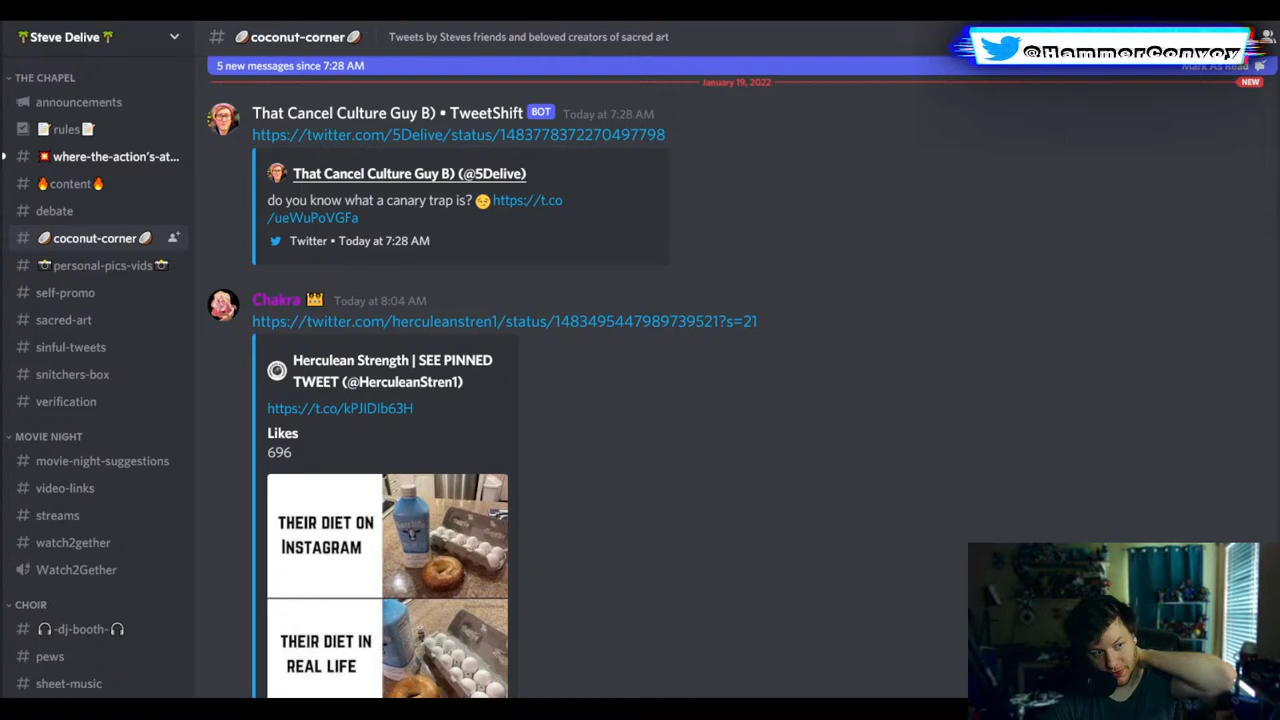 🌴Steve Delive🌴
🥥coconut-corner🥥
Tweets by Steves friends and beloved creators of sacred art
@HammerConvoy
5 new messages since 7:28 AM
Mark As Read
January 19, 2022
NEW
THE CHAPEL
announcements
📝rules📝
💥where-the-action's-at...
🔥content🔥
debate
🥥coconut-corner🥥
📸personal-pics-vids📸
self-promo
sacred-art
sinful-tweets
snitchers-box
verification
MOVIE NIGHT
movie-night-suggestions
video-links
streams
watch2gether
Watch2Gether
CHOIR
🎧-dj-booth-🎧
pews
sheet-music
That Cancel Culture Guy B) • TweetShift BOT Today at 7:28 AM
https://twitter.com/5Delive/status/1483778372270497798
That Cancel Culture Guy B) (@5Delive)
do you know what a canary trap is? 😏 https://t.co
/ueWuPoVGFa
Twitter • Today at 7:28 AM
Chakra 👑 Today at 8:04 AM
https://twitter.com/herculeanstren1/status/1483495447989739521?s=21
Herculean Strength | SEE PINNED
TWEET (@HerculeanStren1)
https://t.co/kPJIDIb63H
Likes
696
THEIR DIET ON
INSTAGRAM
THEIR DIET IN
REAL LIFE